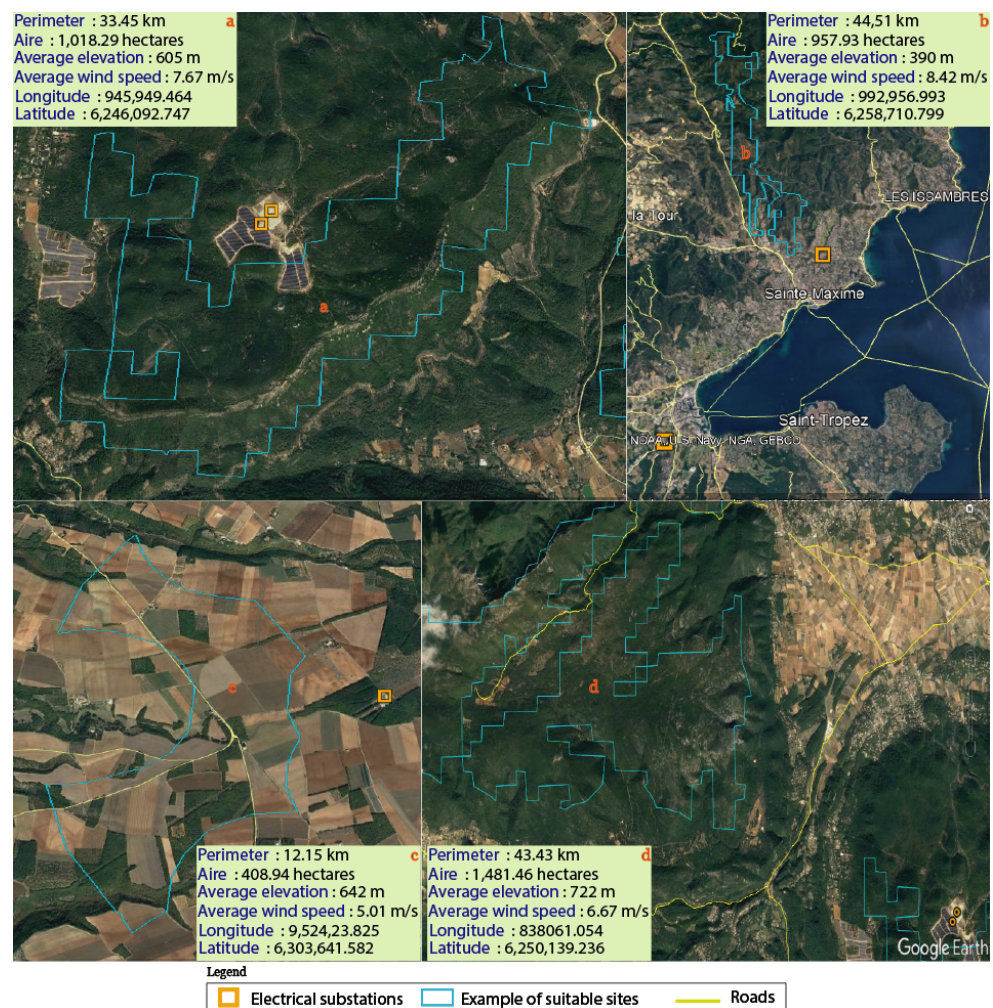 Perimeter : 33.45 km
a
Aire : 1,018.29 hectares
Average elevation : 605 m
Average wind speed : 7.67 m/s
Longitude : 945,949.464
Latitude : 6,246,092.747
a
Perimeter : 44,51 km
b
Aire : 957.93 hectares
Average elevation : 390 m
Average wind speed : 8.42 m/s
Longitude : 992,956.993
Latitude : 6,258,710.799
b
LES ISSAMBRES
la Tour
Sainte-Maxime
Saint-Tropez
U.S. Navy, NGA, GEBCO
c
Perimeter : 12.15 km
c
Aire : 408.94 hectares
Average elevation : 642 m
Average wind speed : 5.01 m/s
Longitude : 9,524,23.825
Latitude : 6,303,641.582
d
Perimeter : 43.43 km
d
Aire : 1,481.46 hectares
Average elevation : 722 m
Average wind speed : 6.67 m/s
Longitude : 838061.054
Latitude : 6,250,139.236
Google Earth
Legend
Electrical substations
Example of suitable sites
Roads